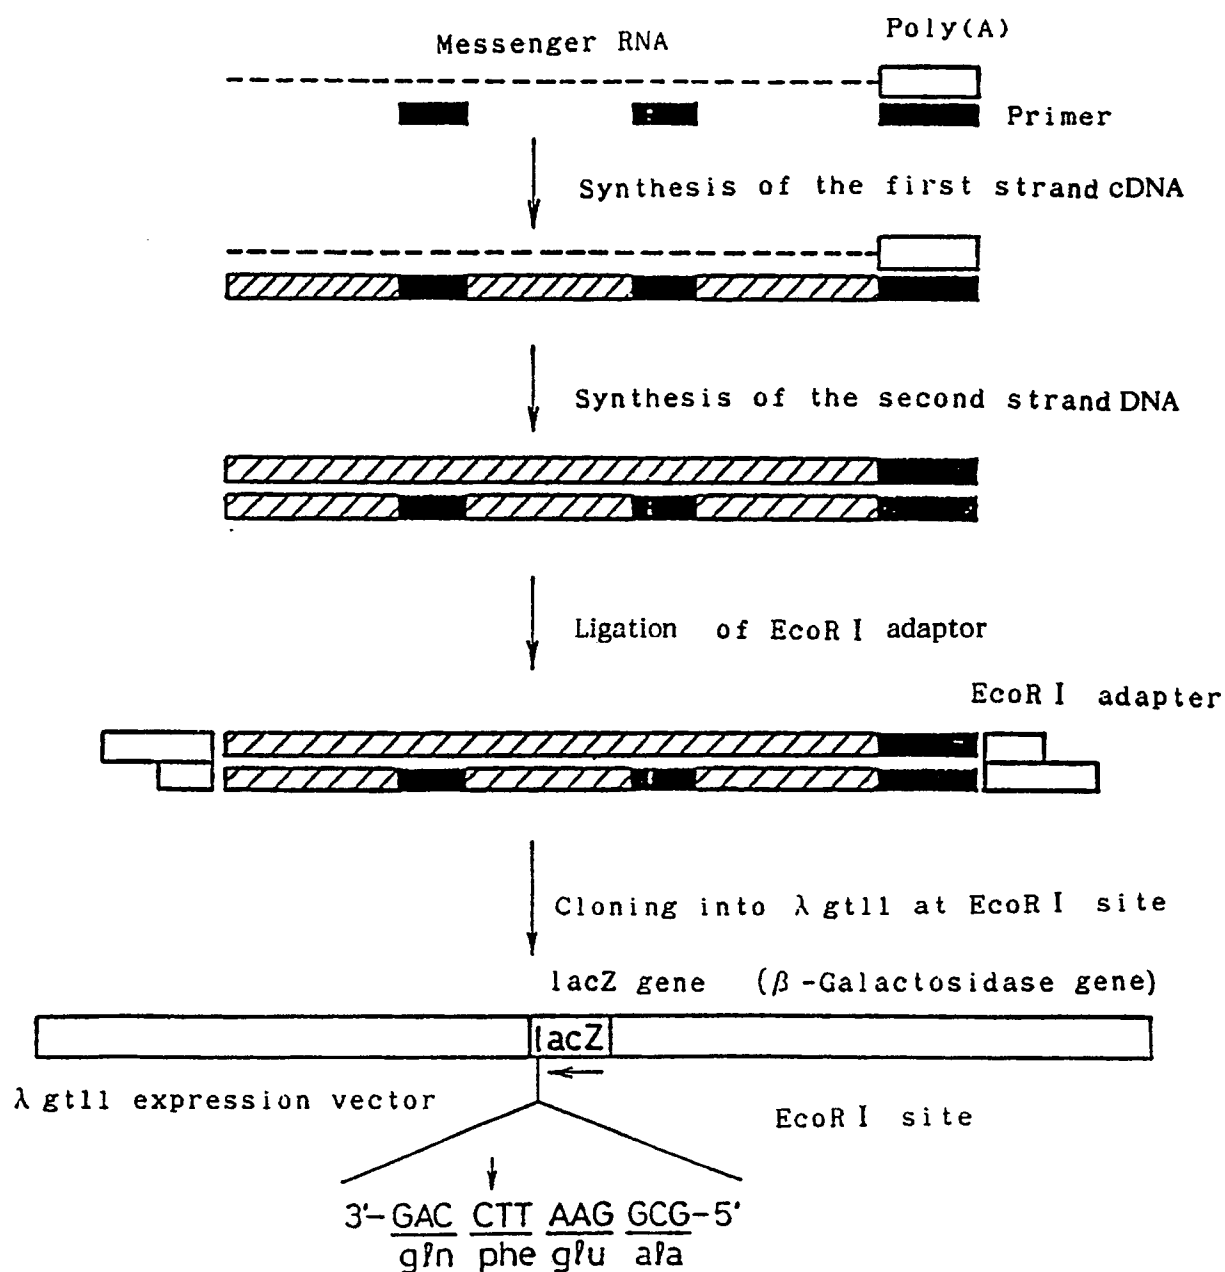 Messenger RNA
Poly(A)
Primer
Synthesis of the first strand cDNA
Synthesis of the second strand DNA
Ligation of EcoR I adaptor
EcoR I adapter
Cloning into λ gt11 at EcoR I site
lacZ gene (β-Galactosidase gene)
lacZ
λ gt11 expression vector
EcoR I site
3'-GAC CTT AAG GCG-5'
gln phe glu ala